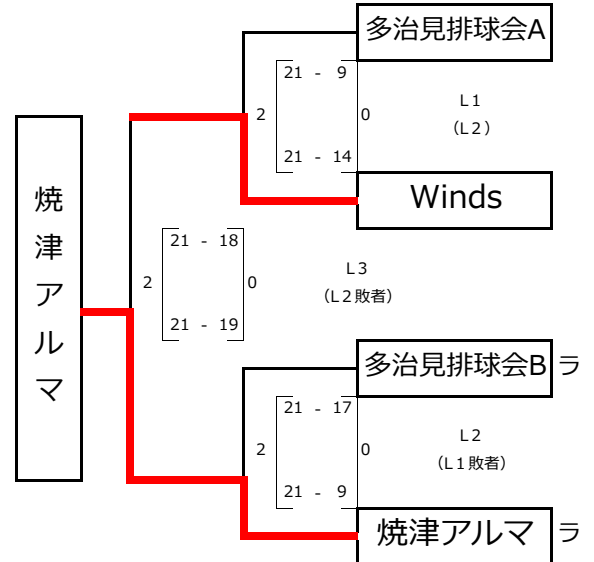 多治見排球会A
21 - 9
2 0
21 - 14
L1
(L2)
Winds
焼津アルマ
21 - 18
2 0
21 - 19
L3
(L2敗者)
多治見排球会B ラ
21 - 17
2 0
21 - 9
L2
(L1敗者)
焼津アルマ ラ